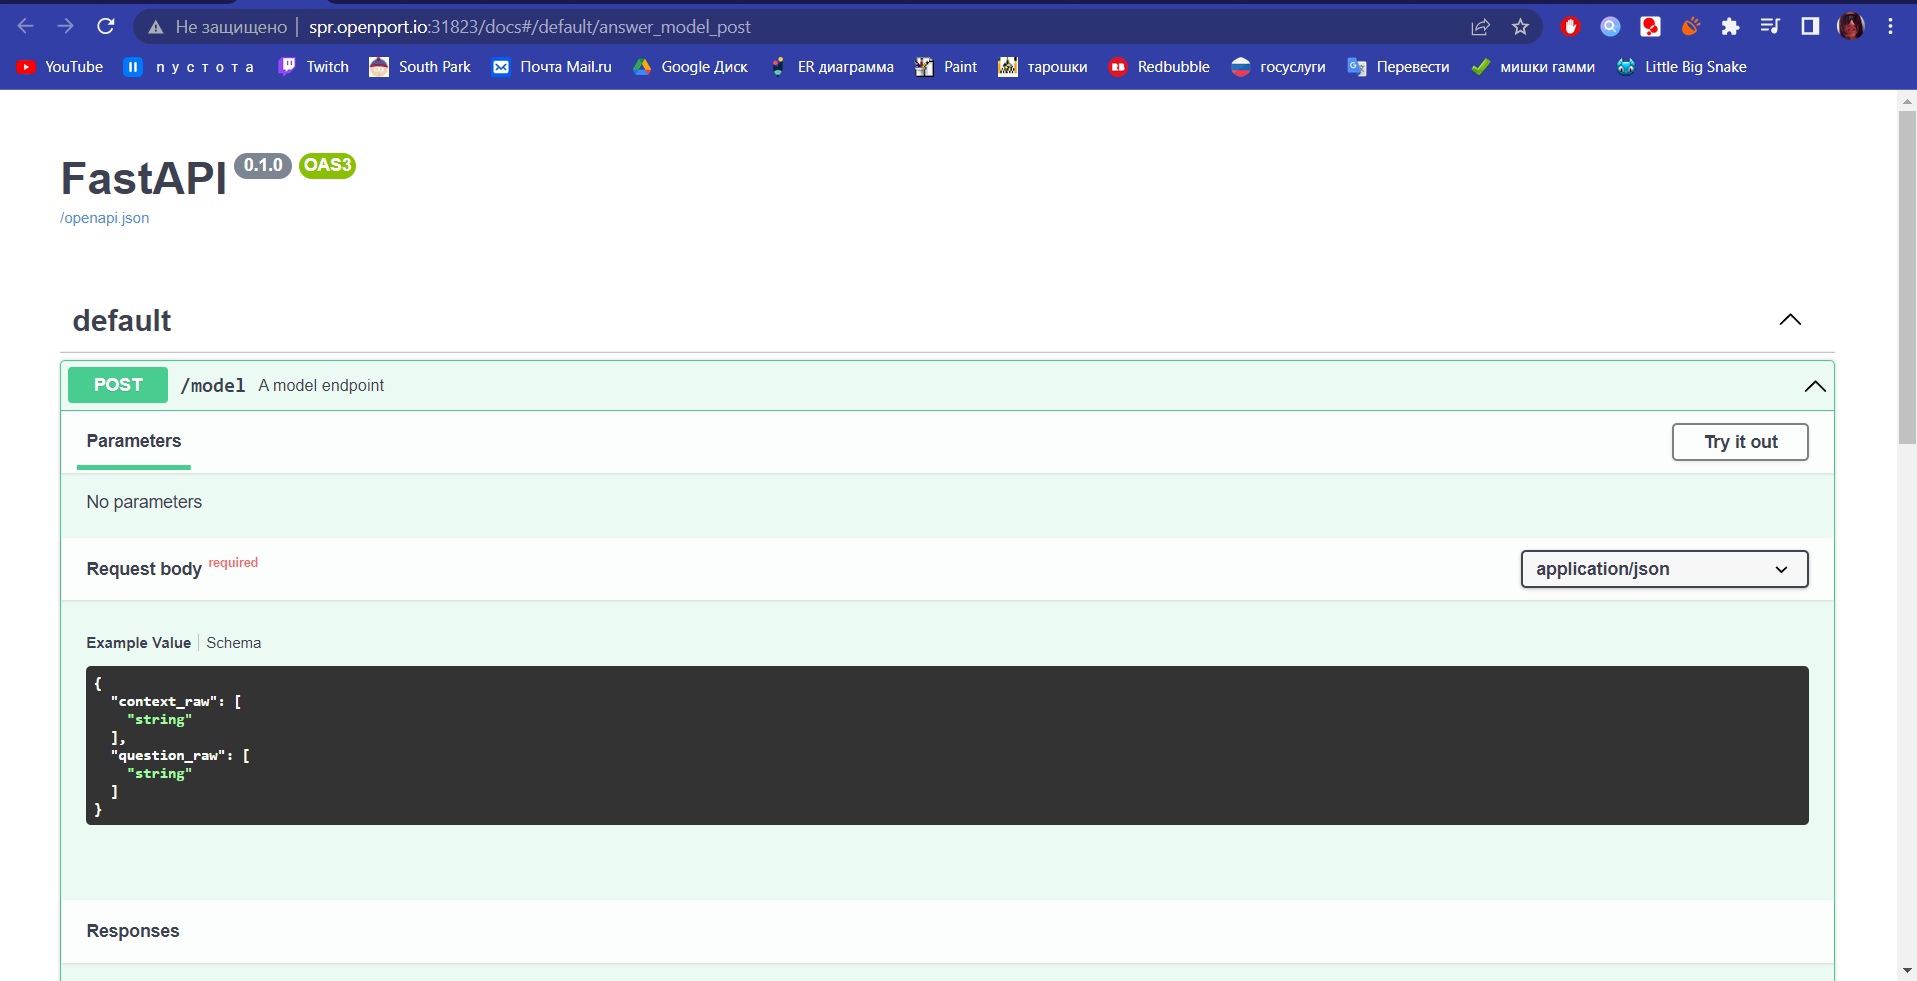 Не защищено | spr.openport.io:31823/docs#/default/answer_model_post
YouTube п у с т о т а Twitch South Park Почта Mail.ru Google Диск ER диаграмма Paint тарошки Redbubble госуслуги Перевести мишки гамми Little Big Snake
FastAPI 0.1.0 OAS3
/openapi.json
default
POST /model A model endpoint
Parameters Try it out
No parameters
Request body required application/json
Example Value Schema
{
"context_raw": [
"string"
],
"question_raw": [
"string"
]
}
Responses